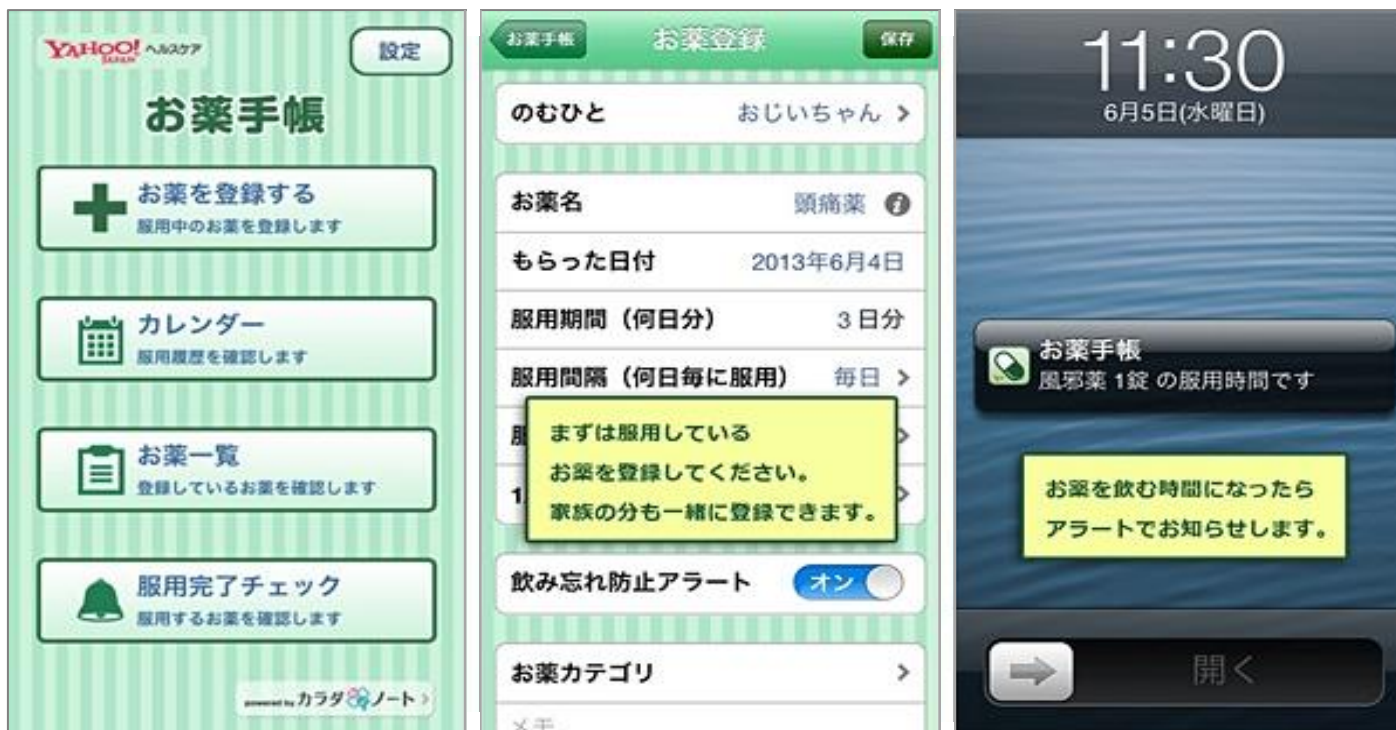 YAHOO! JAPAN ヘルスケア
設定
お薬手帳
お薬を登録する
服用中のお薬を登録します
カレンダー
服用履歴を確認します
お薬一覧
登録しているお薬を確認します
服用完了チェック
服用するお薬を確認します
powered by カラダノート
お薬手帳
お薬登録
保存
のむひと おじいちゃん
お薬名 頭痛薬
もらった日付 2013年6月4日
服用期間（何日分） 3日分
服用間隔（何日毎に服用） 毎日
服
1
まずは服用している
お薬を登録してください。
家族の分も一緒に登録できます。
飲み忘れ防止アラート オン
お薬カテゴリ
メモ
11:30
6月5日(水曜日)
お薬手帳
風邪薬 1錠 の服用時間です
お薬を飲む時間になったら
アラートでお知らせします。
開く